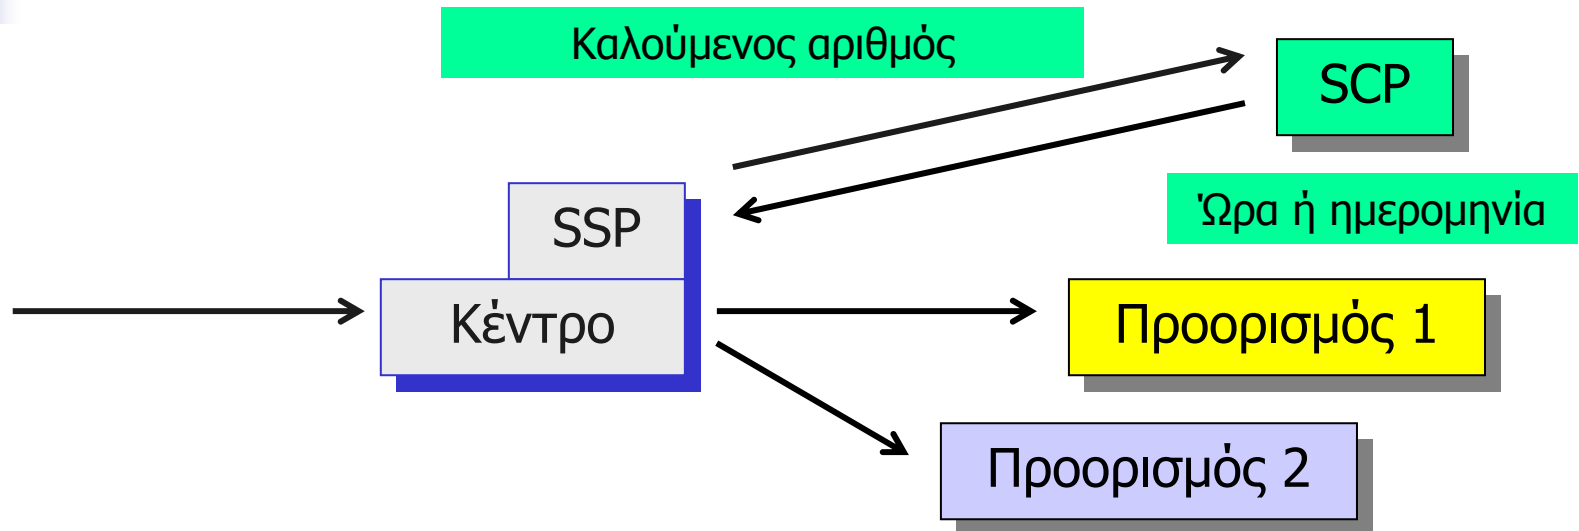 Καλούμενος αριθμός
SCP
Ώρα ή ημερομηνία
SSP
Κέντρο
Προορισμός 1
Προορισμός 2